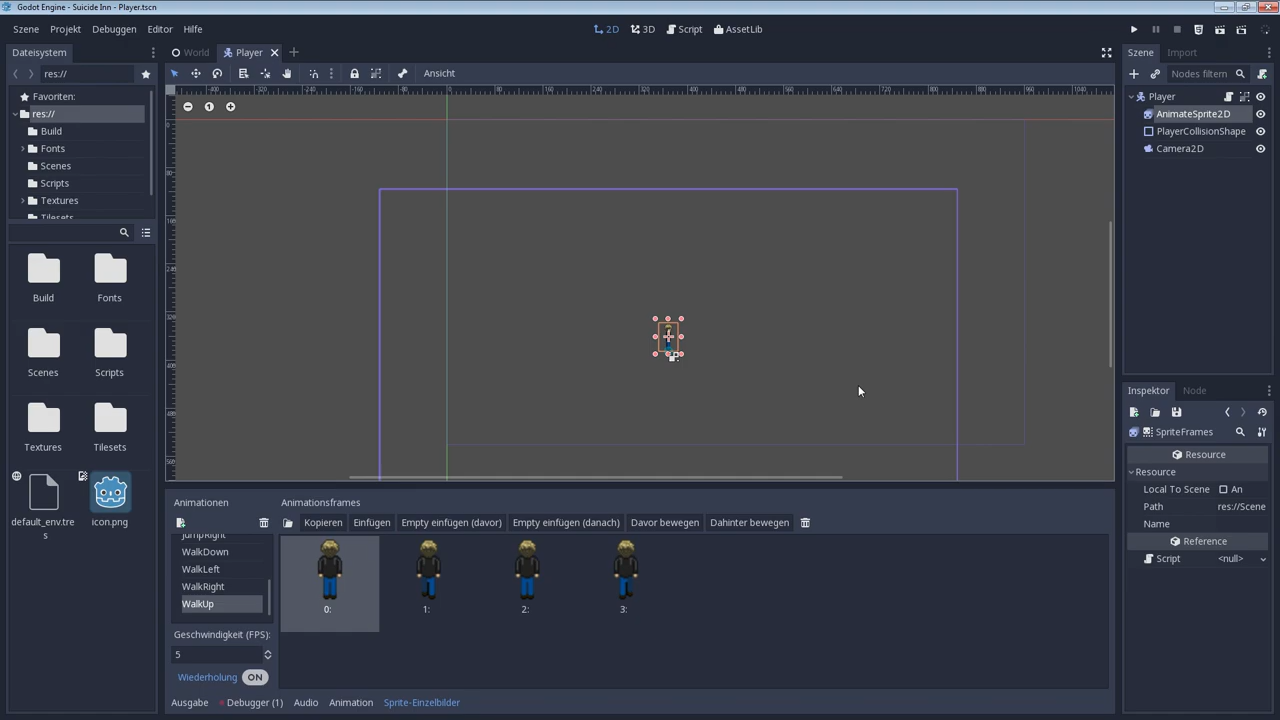 Godot Engine - Suicide Inn - Player.tscn
Szene Projekt Debuggen Editor Hilfe
2D 3D Script AssetLib
Dateisystem
World Player
Szene Import
res://
Ansicht
Nodes filtern
Favoriten:
res://
Build
Fonts
Scenes
Scripts
Textures
Tilesets
Player
AnimateSprite2D
PlayerCollisionShape
Camera2D
Build Fonts
Scenes Scripts
Textures Tilesets
default_env.tre
s
icon.png
Inspektor Node
SpriteFrames
Resource
Resource
Local To Scene An
Path res://Scene
Name
Reference
Script <null>
Animationen
Animationsframes
Kopieren Einfügen Empty einfügen (davor) Empty einfügen (danach) Davor bewegen Dahinter bewegen
JumpRight
WalkDown
WalkLeft
WalkRight
WalkUp
0: 1: 2: 3:
Geschwindigkeit (FPS):
5
Wiederholung ON
Ausgabe Debugger (1) Audio Animation Sprite-Einzelbilder